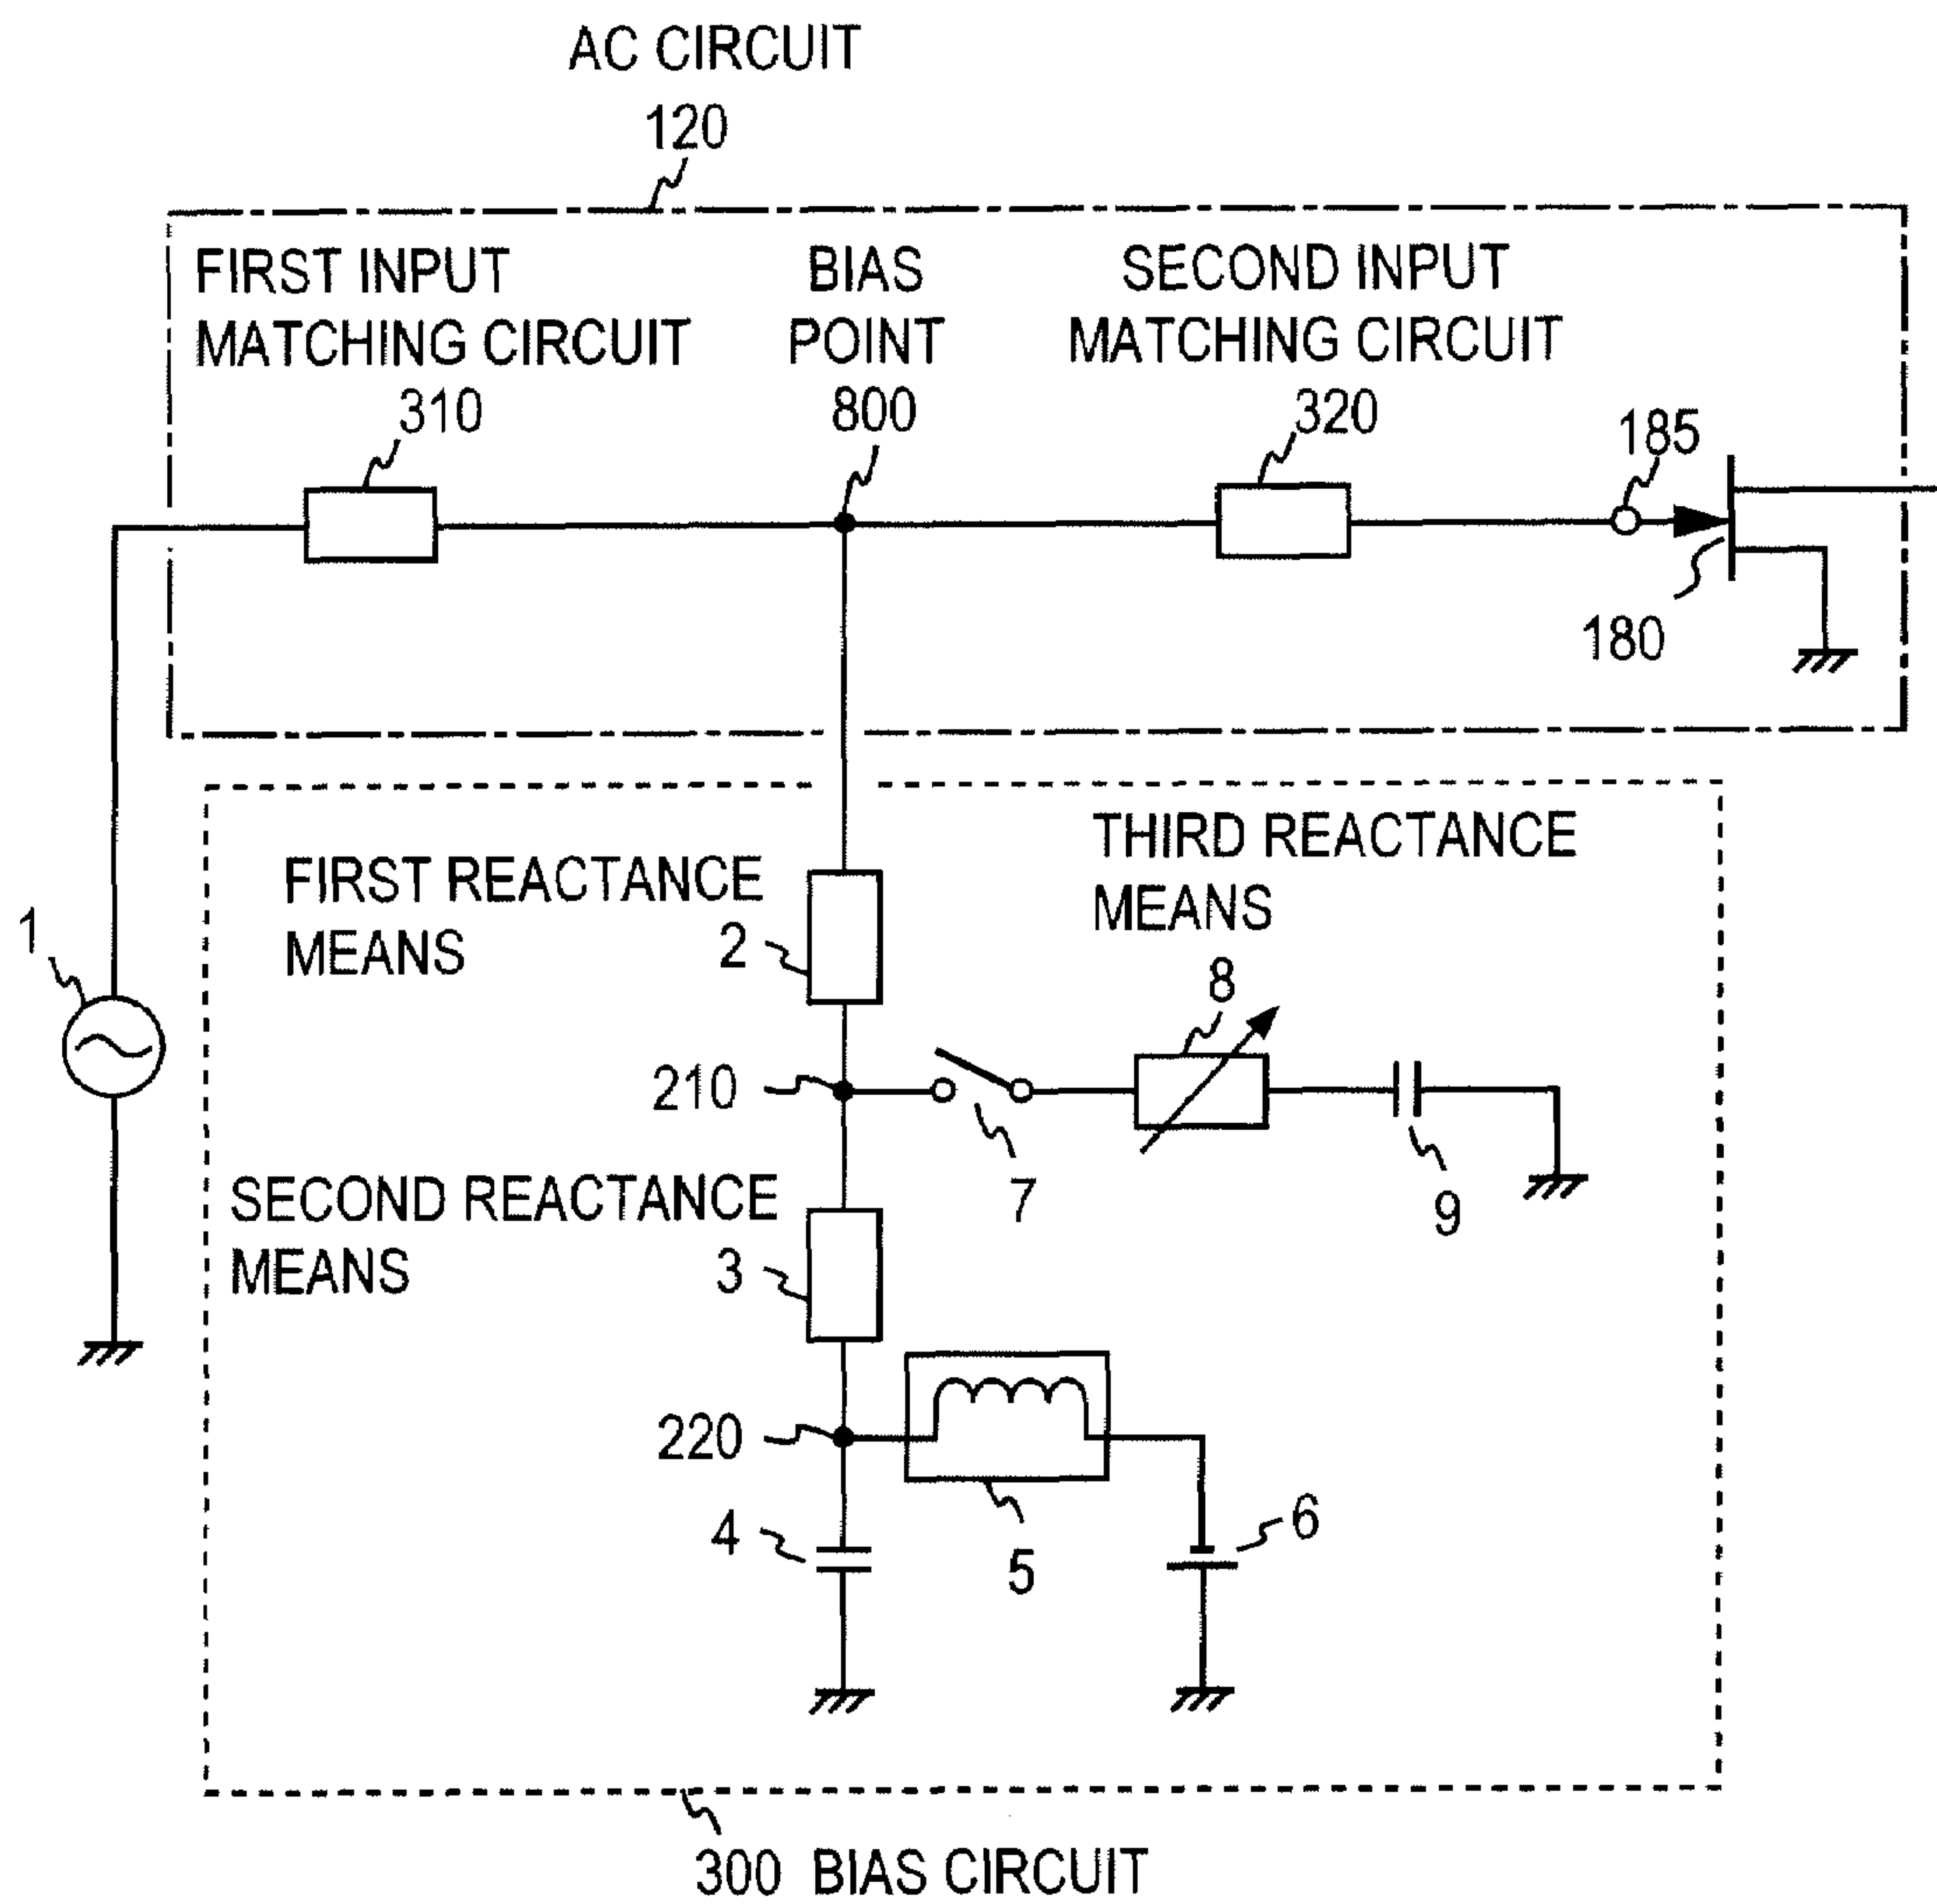 AC CIRCUIT
120
FIRST INPUT
MATCHING CIRCUIT
310
BIAS
POINT
800
SECOND INPUT
MATCHING CIRCUIT
320
185
180
1
FIRST REACTANCE
MEANS
2
THIRD REACTANCE
MEANS
8
210
7
9
SECOND REACTANCE
MEANS
3
220
4
5
6
300 BIAS CIRCUIT